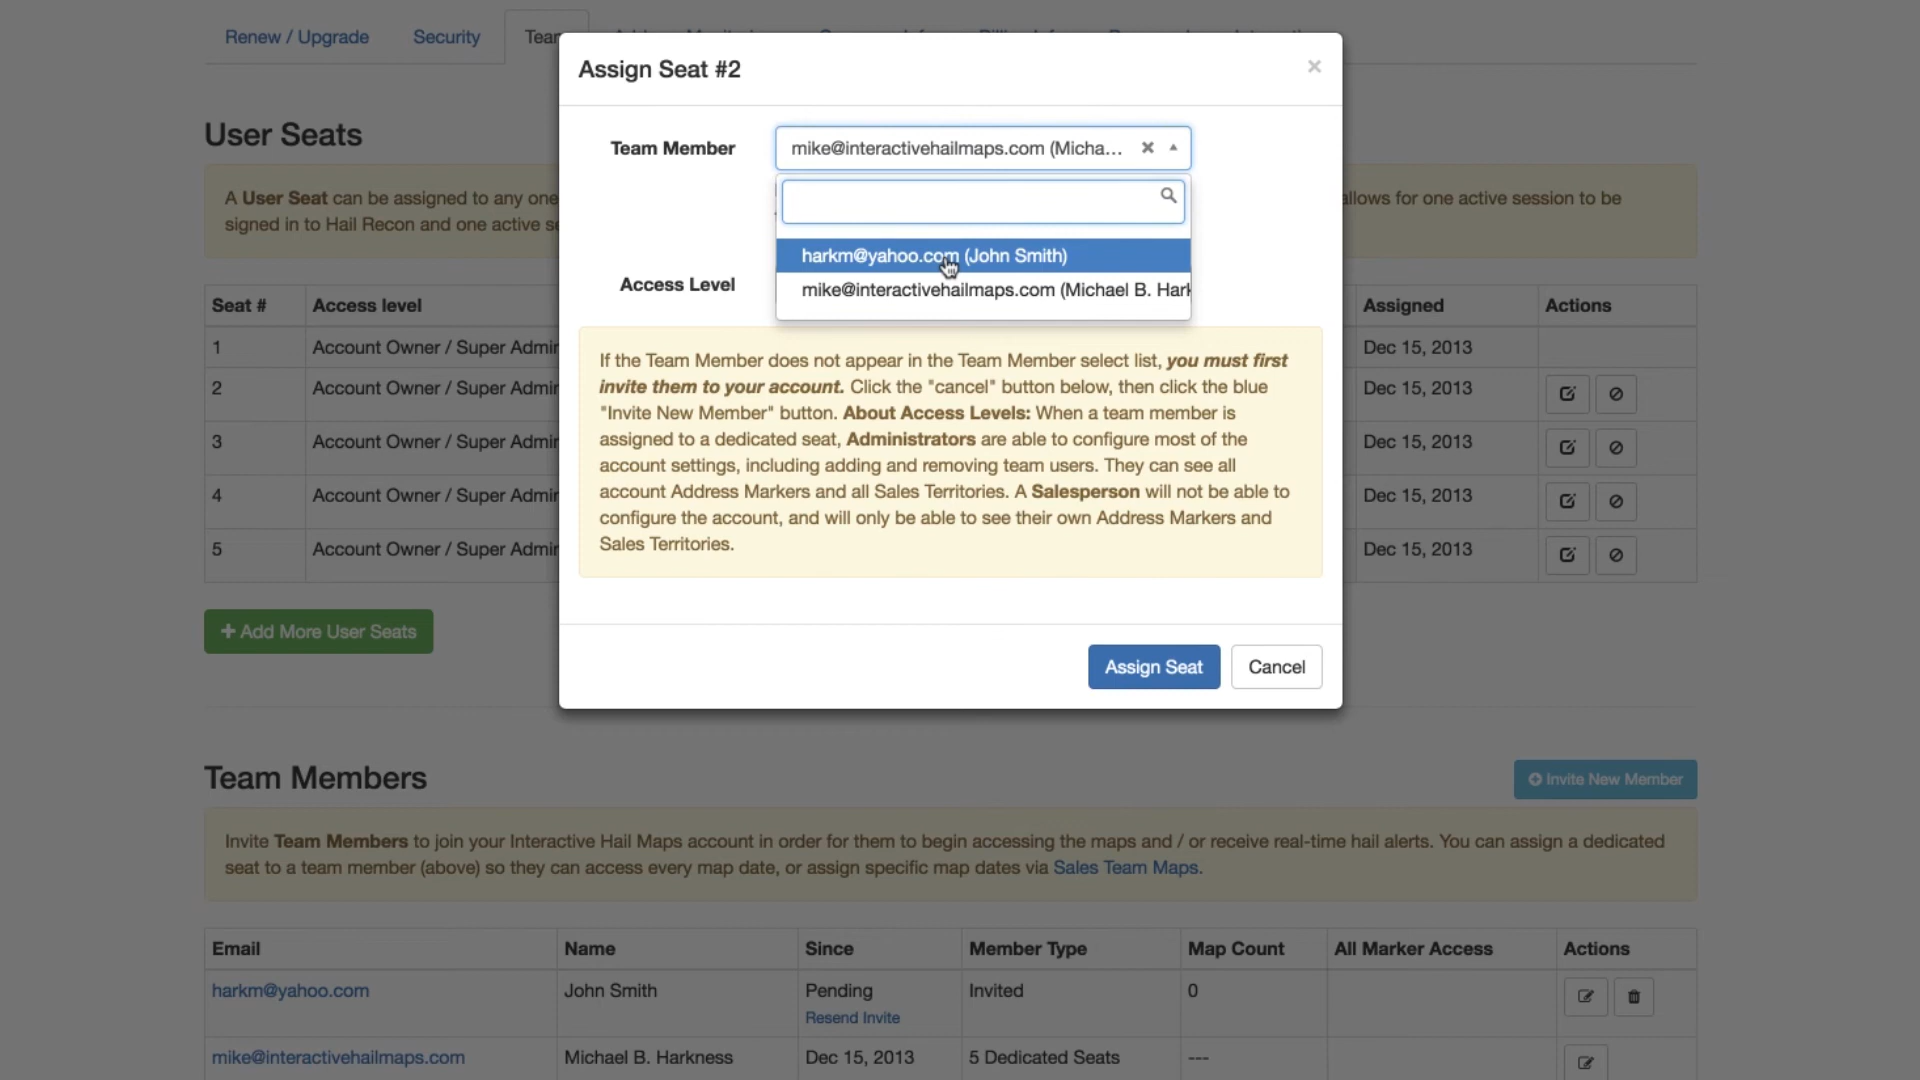 Renew / Upgrade Security
Assign Seat #2 ×
User Seats
Team Member mike@interactivehailmaps.com (Micha...
harkm@yahoo.com (John Smith)
mike@interactivehailmaps.com (Michael B. Hark
Access Level
A User Seat can be assigned to any one allows for one active session to be
signed in to Hail Recon and one active se
Seat # Access level Assigned Actions
1 Account Owner / Super Admin Dec 15, 2013
2 Account Owner / Super Admin Dec 15, 2013
3 Account Owner / Super Admin Dec 15, 2013
4 Account Owner / Super Admin Dec 15, 2013
5 Account Owner / Super Admin Dec 15, 2013
If the Team Member does not appear in the Team Member select list, you must first
invite them to your account. Click the "cancel" button below, then click the blue
"Invite New Member" button. About Access Levels: When a team member is
assigned to a dedicated seat, Administrators are able to configure most of the
account settings, including adding and removing team users. They can see all
account Address Markers and all Sales Territories. A Salesperson will not be able to
configure the account, and will only be able to see their own Address Markers and
Sales Territories.
Add More User Seats
Assign Seat Cancel
Team Members Invite New Member
Invite Team Members to join your Interactive Hail Maps account in order for them to begin accessing the maps and / or receive real-time hail alerts. You can assign a dedicated
seat to a team member (above) so they can access every map date, or assign specific map dates via Sales Team Maps.
Email Name Since Member Type Map Count All Marker Access Actions
harkm@yahoo.com John Smith Pending Invited 0
Resend Invite
mike@interactivehailmaps.com Michael B. Harkness Dec 15, 2013 5 Dedicated Seats ---